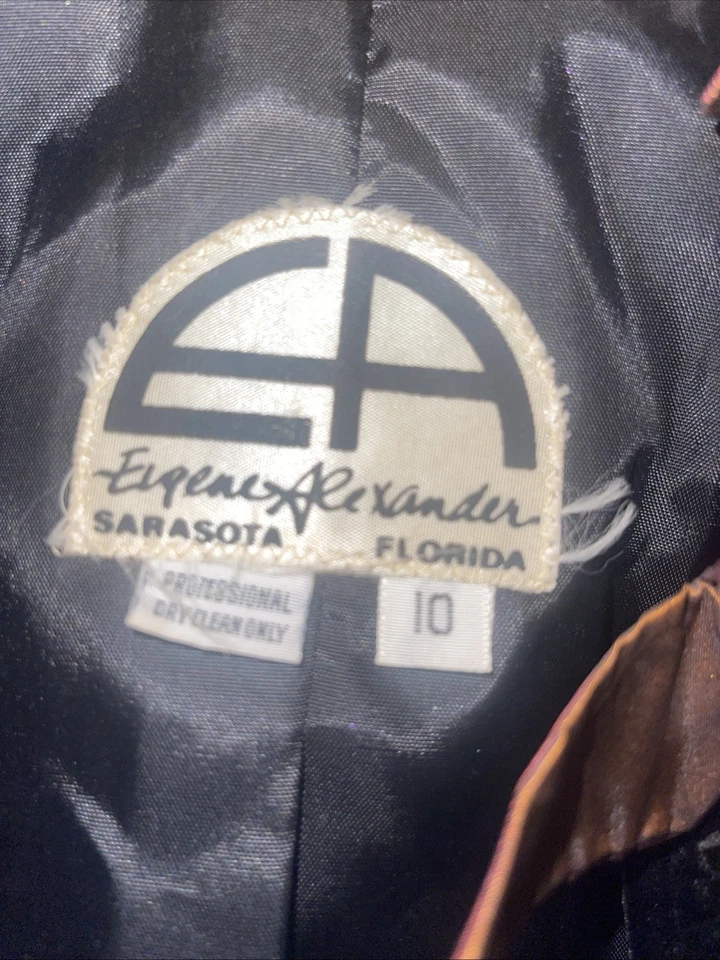 EA
Eugene Alexander
SARASOTA FLORIDA
PROFESSIONAL
DRY CLEAN ONLY
10